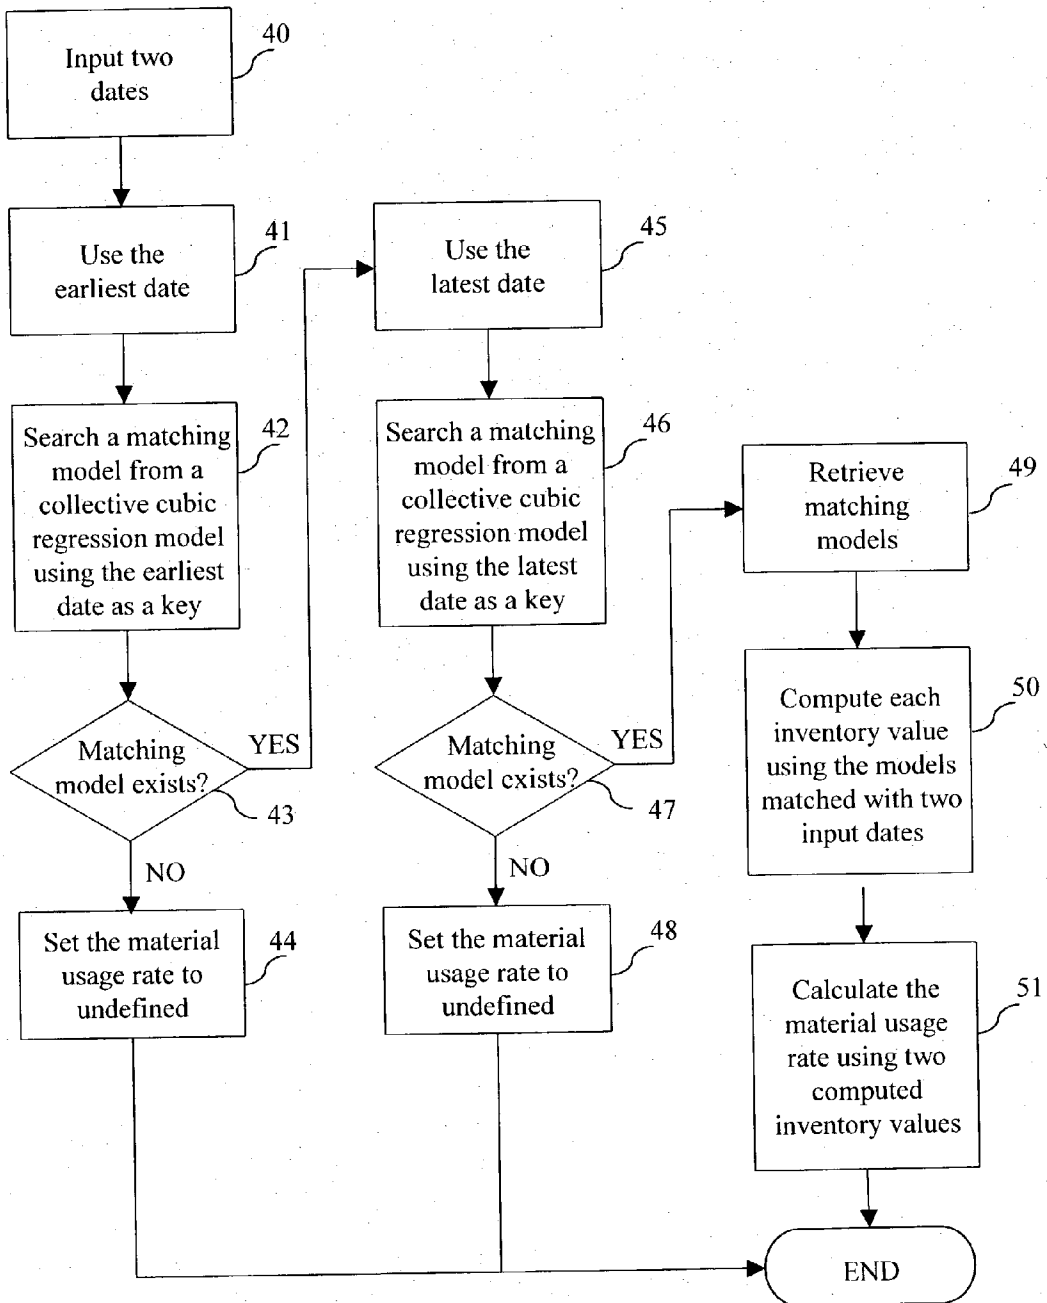 Input two
dates
40
Use the
earliest date
41
Search a matching
model from a
collective cubic
regression model
using the earliest
date as a key
42
Matching
model exists?
YES
43
NO
Set the material
usage rate to
undefined
44
Use the
latest date
45
Search a matching
model from a
collective cubic
regression model
using the latest
date as a key
46
Matching
model exists?
YES
47
NO
Set the material
usage rate to
undefined
48
Retrieve
matching
models
49
Compute each
inventory value
using the models
matched with two
input dates
50
Calculate the
material usage
rate using two
computed
inventory values
51
END